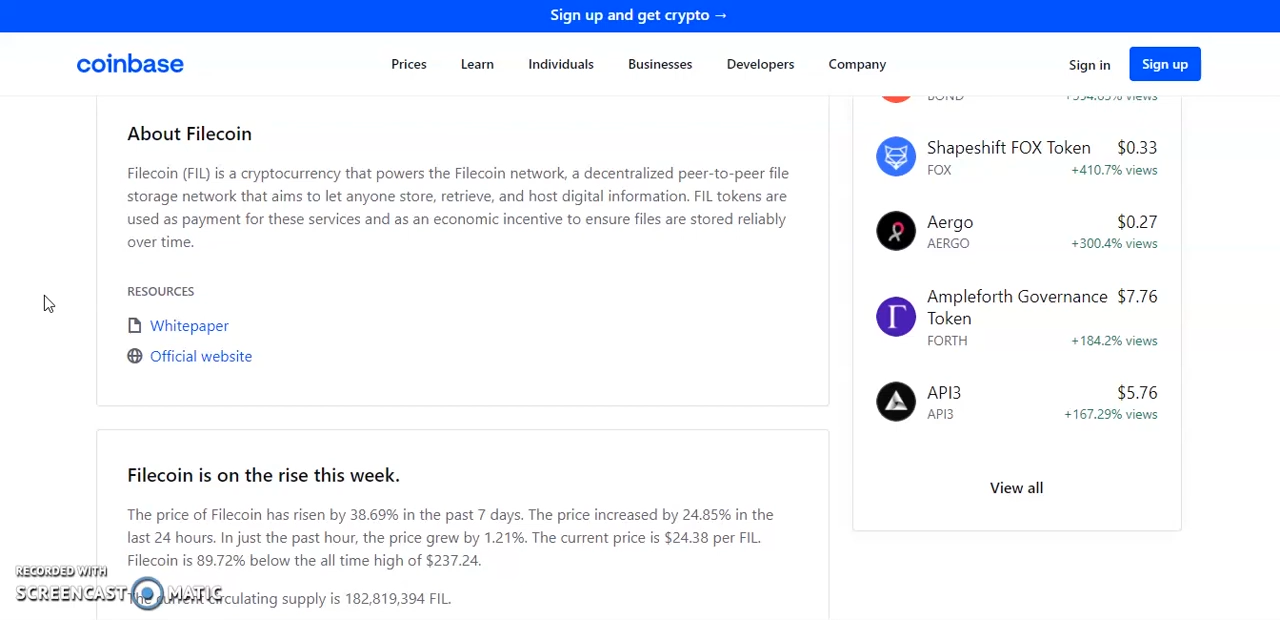 Sign up and get crypto →
coinbase
Prices Learn Individuals Businesses Developers Company Sign in Sign up
About Filecoin
Filecoin (FIL) is a cryptocurrency that powers the Filecoin network, a decentralized peer-to-peer file
storage network that aims to let anyone store, retrieve, and host digital information. FIL tokens are
used as payment for these services and as an economic incentive to ensure files are stored reliably
over time.
RESOURCES
Whitepaper
Official website
Filecoin is on the rise this week.
The price of Filecoin has risen by 38.69% in the past 7 days. The price increased by 24.85% in the
last 24 hours. In just the past hour, the price grew by 1.21%. The current price is $24.38 per FIL.
Filecoin is 89.72% below the all time high of $237.24.
The current circulating supply is 182,819,394 FIL.
BOND +554.65% views
Shapeshift FOX Token $0.33
FOX +410.7% views
Aergo $0.27
AERGO +300.4% views
Ampleforth Governance $7.76
Token
FORTH +184.2% views
API3 $5.76
API3 +167.29% views
View all
RECORDED WITH
SCREENCAST MATIC